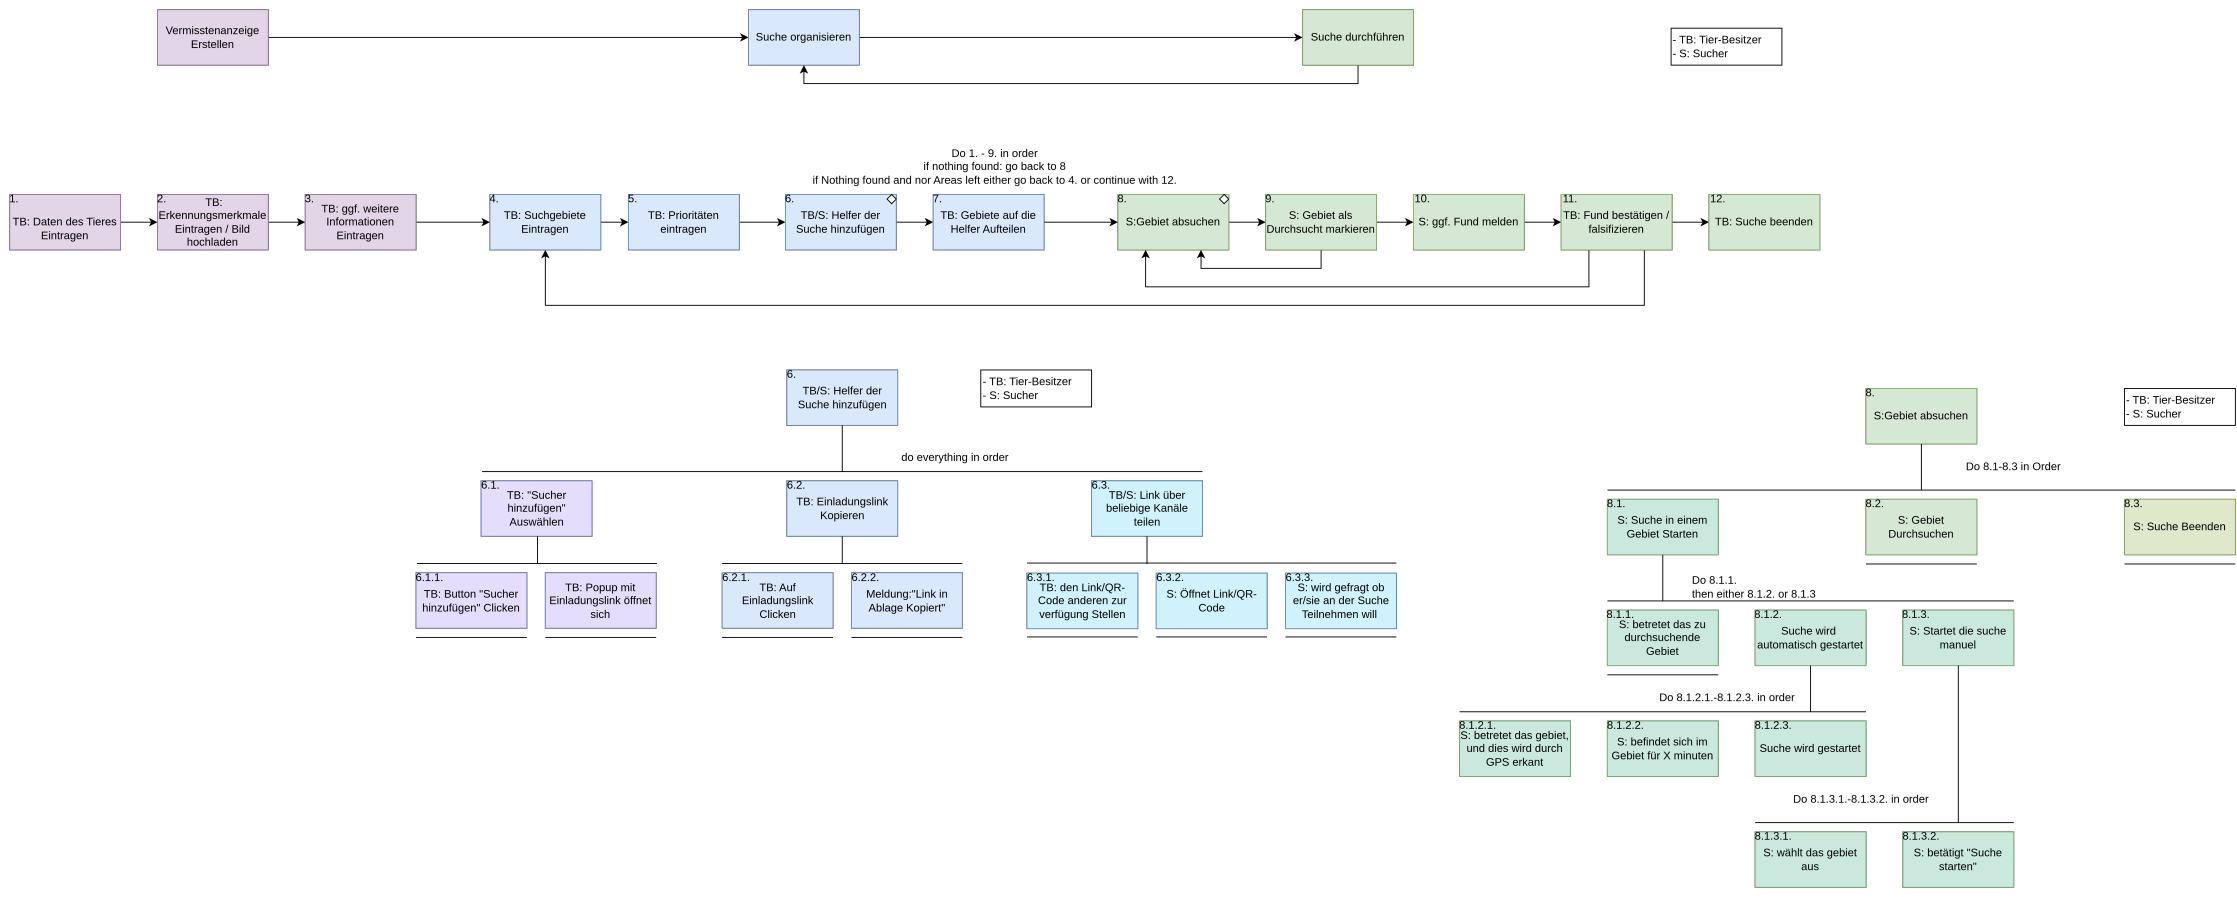 Vermisstenanzeige
Erstellen
Suche organisieren
Suche durchführen
- TB: Tier-Besitzer
- S: Sucher
Do 1. - 9. in order
if nothing found: go back to 8
if Nothing found and nor Areas left either go back to 4. or continue with 12.
1.
TB: Daten des Tieres
Eintragen
2.
TB:
Erkennungsmerkmale
Eintragen / Bild
hochladen
3.
TB: ggf. weitere
Informationen
Eintragen
4.
TB: Suchgebiete
Eintragen
5.
TB: Prioritäten
eintragen
6.
TB/S: Helfer der
Suche hinzufügen
7.
TB: Gebiete auf die
Helfer Aufteilen
8.
S:Gebiet absuchen
9.
S: Gebiet als
Durchsucht markieren
10.
S: ggf. Fund melden
11.
TB: Fund bestätigen /
falsifizieren
12.
TB: Suche beenden
6.
TB/S: Helfer der
Suche hinzufügen
- TB: Tier-Besitzer
- S: Sucher
do everything in order
6.1.
TB: "Sucher
hinzufügen"
Auswählen
6.2.
TB: Einladungslink
Kopieren
6.3.
TB/S: Link über
beliebige Kanäle
teilen
6.1.1.
TB: Button "Sucher
hinzufügen" Clicken
TB: Popup mit
Einladungslink öffnet
sich
6.2.1.
TB: Auf
Einladungslink
Clicken
6.2.2.
Meldung:"Link in
Ablage Kopiert"
6.3.1.
TB: den Link/QR-
Code anderen zur
verfügung Stellen
6.3.2.
S: Öffnet Link/QR-
Code
6.3.3.
S: wird gefragt ob
er/sie an der Suche
Teilnehmen will
8.
S:Gebiet absuchen
- TB: Tier-Besitzer
- S: Sucher
Do 8.1-8.3 in Order
8.1.
S: Suche in einem
Gebiet Starten
8.2.
S: Gebiet
Durchsuchen
8.3.
S: Suche Beenden
Do 8.1.1.
then either 8.1.2. or 8.1.3
8.1.1.
S: betretet das zu
durchsuchende
Gebiet
8.1.2.
Suche wird
automatisch gestartet
8.1.3.
S: Startet die suche
manuel
Do 8.1.2.1.-8.1.2.3. in order
8.1.2.1.
S: betretet das gebiet,
und dies wird durch
GPS erkant
8.1.2.2.
S: befindet sich im
Gebiet für X minuten
8.1.2.3.
Suche wird gestartet
Do 8.1.3.1.-8.1.3.2. in order
8.1.3.1.
S: wählt das gebiet
aus
8.1.3.2.
S: betätigt "Suche
starten"